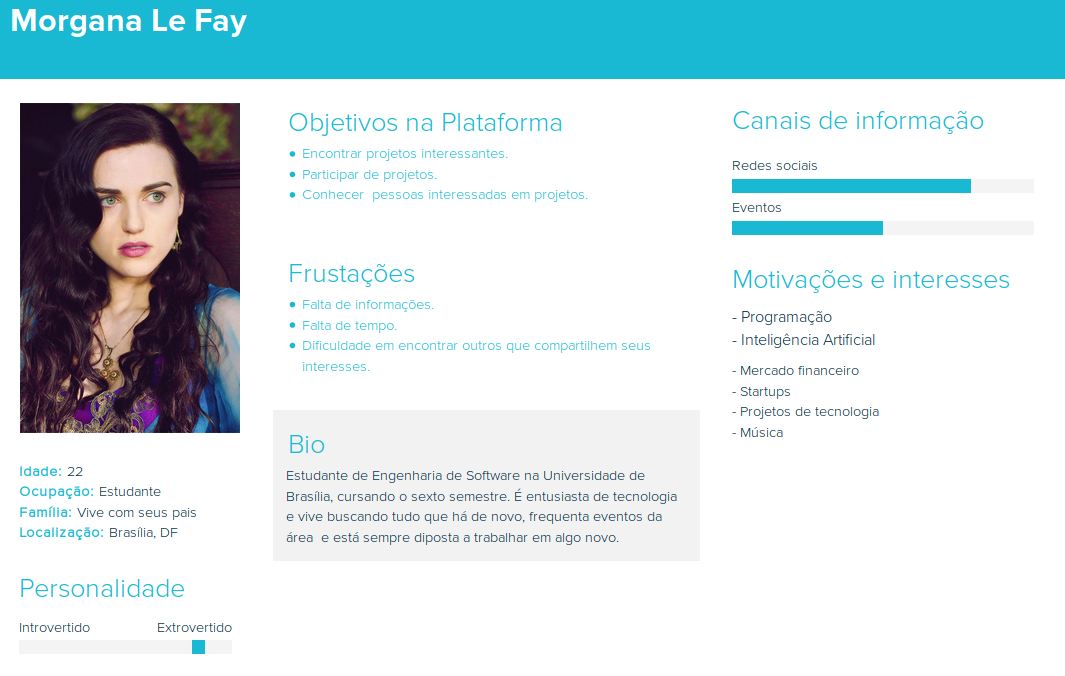 Morgana Le Fay
Idade: 22
Ocupação: Estudante
Família: Vive com seus pais
Localização: Brasília, DF
Personalidade
Introvertido Extrovertido
Objetivos na Plataforma
● Encontrar projetos interessantes.
● Participar de projetos.
● Conhecer  pessoas interessadas em projetos.
Frustações
● Falta de informações.
● Falta de tempo.
● Dificuldade em encontrar outros que compartilhem seus
interesses.
Bio
Estudante de Engenharia de Software na Universidade de
Brasília, cursando o sexto semestre. É entusiasta de tecnologia
e vive buscando tudo que há de novo, frequenta eventos da
área  e está sempre diposta a trabalhar em algo novo.
Canais de informação
Redes sociais
Eventos
Motivações e interesses
- Programação
- Inteligência Artificial
- Mercado financeiro
- Startups
- Projetos de tecnologia
- Música